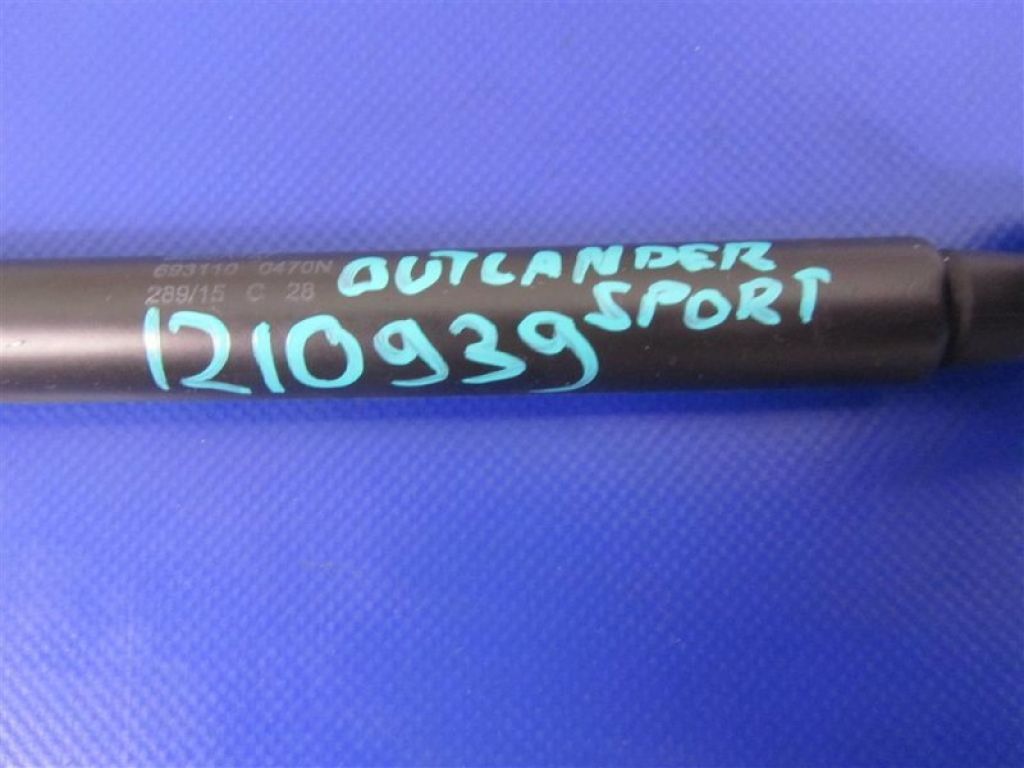 693110 0470N
289/15 C 28
OUTLANDER
SPORT
1210939